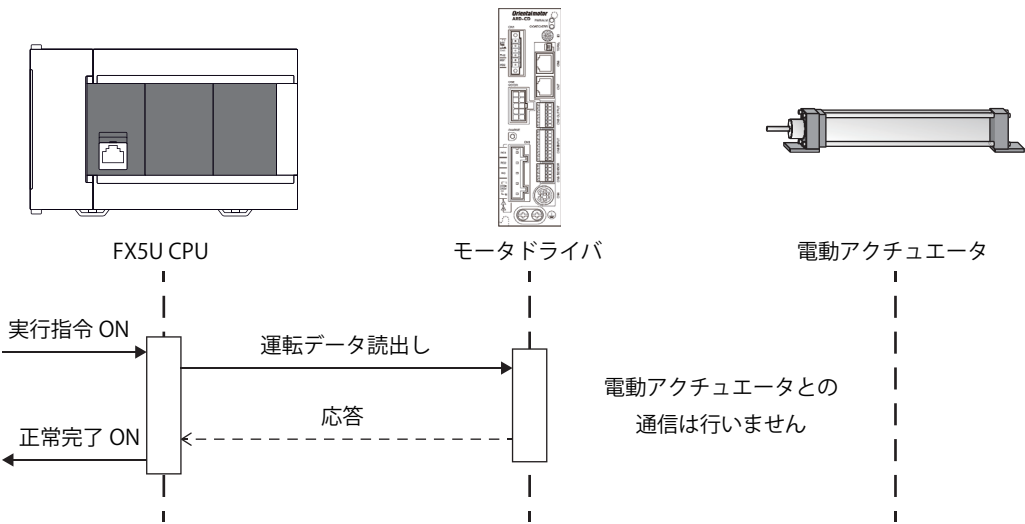 Orientalmotor
AZD-CD
FX5U CPU
モータドライバ
電動アクチュエータ
実行指令 ON
運転データ読出し
電動アクチュエータとの
通信は行いません
応答
正常完了 ON